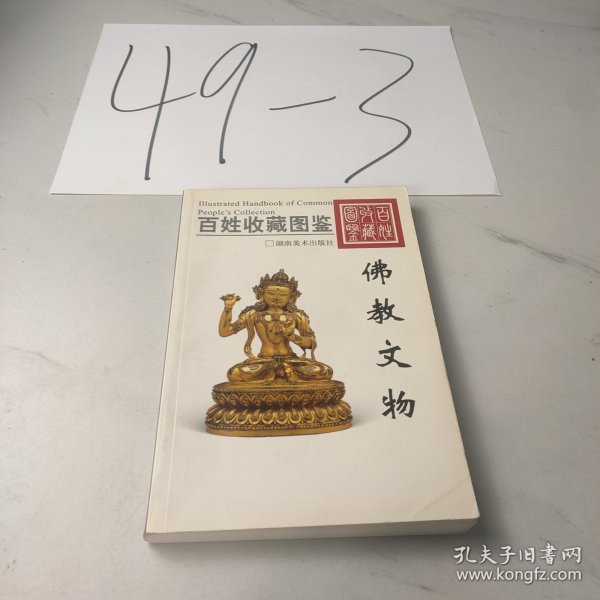 49-3
Illustrated Handbook of Common
People's Collection
百姓收藏图鉴
百姓
收藏
圖鑒
湖南美术出版社
佛教文物
孔夫子旧书网
www.kongfz.com